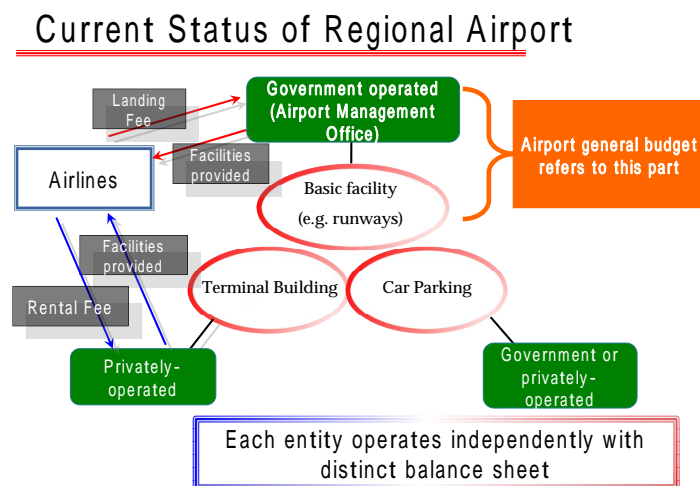 Current Status of Regional Airport
Landing
Fee
Government operated
(Airport Management
Office)
Airport general budget
refers to this part
Facilities
provided
Airlines
Basic facility
(e.g. runways)
Facilities
provided
Terminal Building
Car Parking
Rental Fee
Privately-
operated
Government or
privately-
operated
Each entity operates independently with
distinct balance sheet